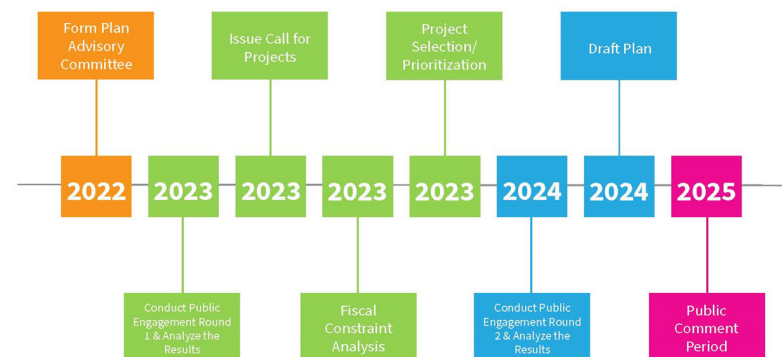 Form Plan
Advisory
Committee
Issue Call for
Projects
Project
Selection/
Prioritization
Draft Plan
2022
2023
2023
2023
2023
2024
2024
2025
Conduct Public
Engagement Round
1 & Analyze the
Results
Fiscal
Constraint
Analysis
Conduct Public
Engagement Round
2 & Analyze the
Results
Public
Comment
Period